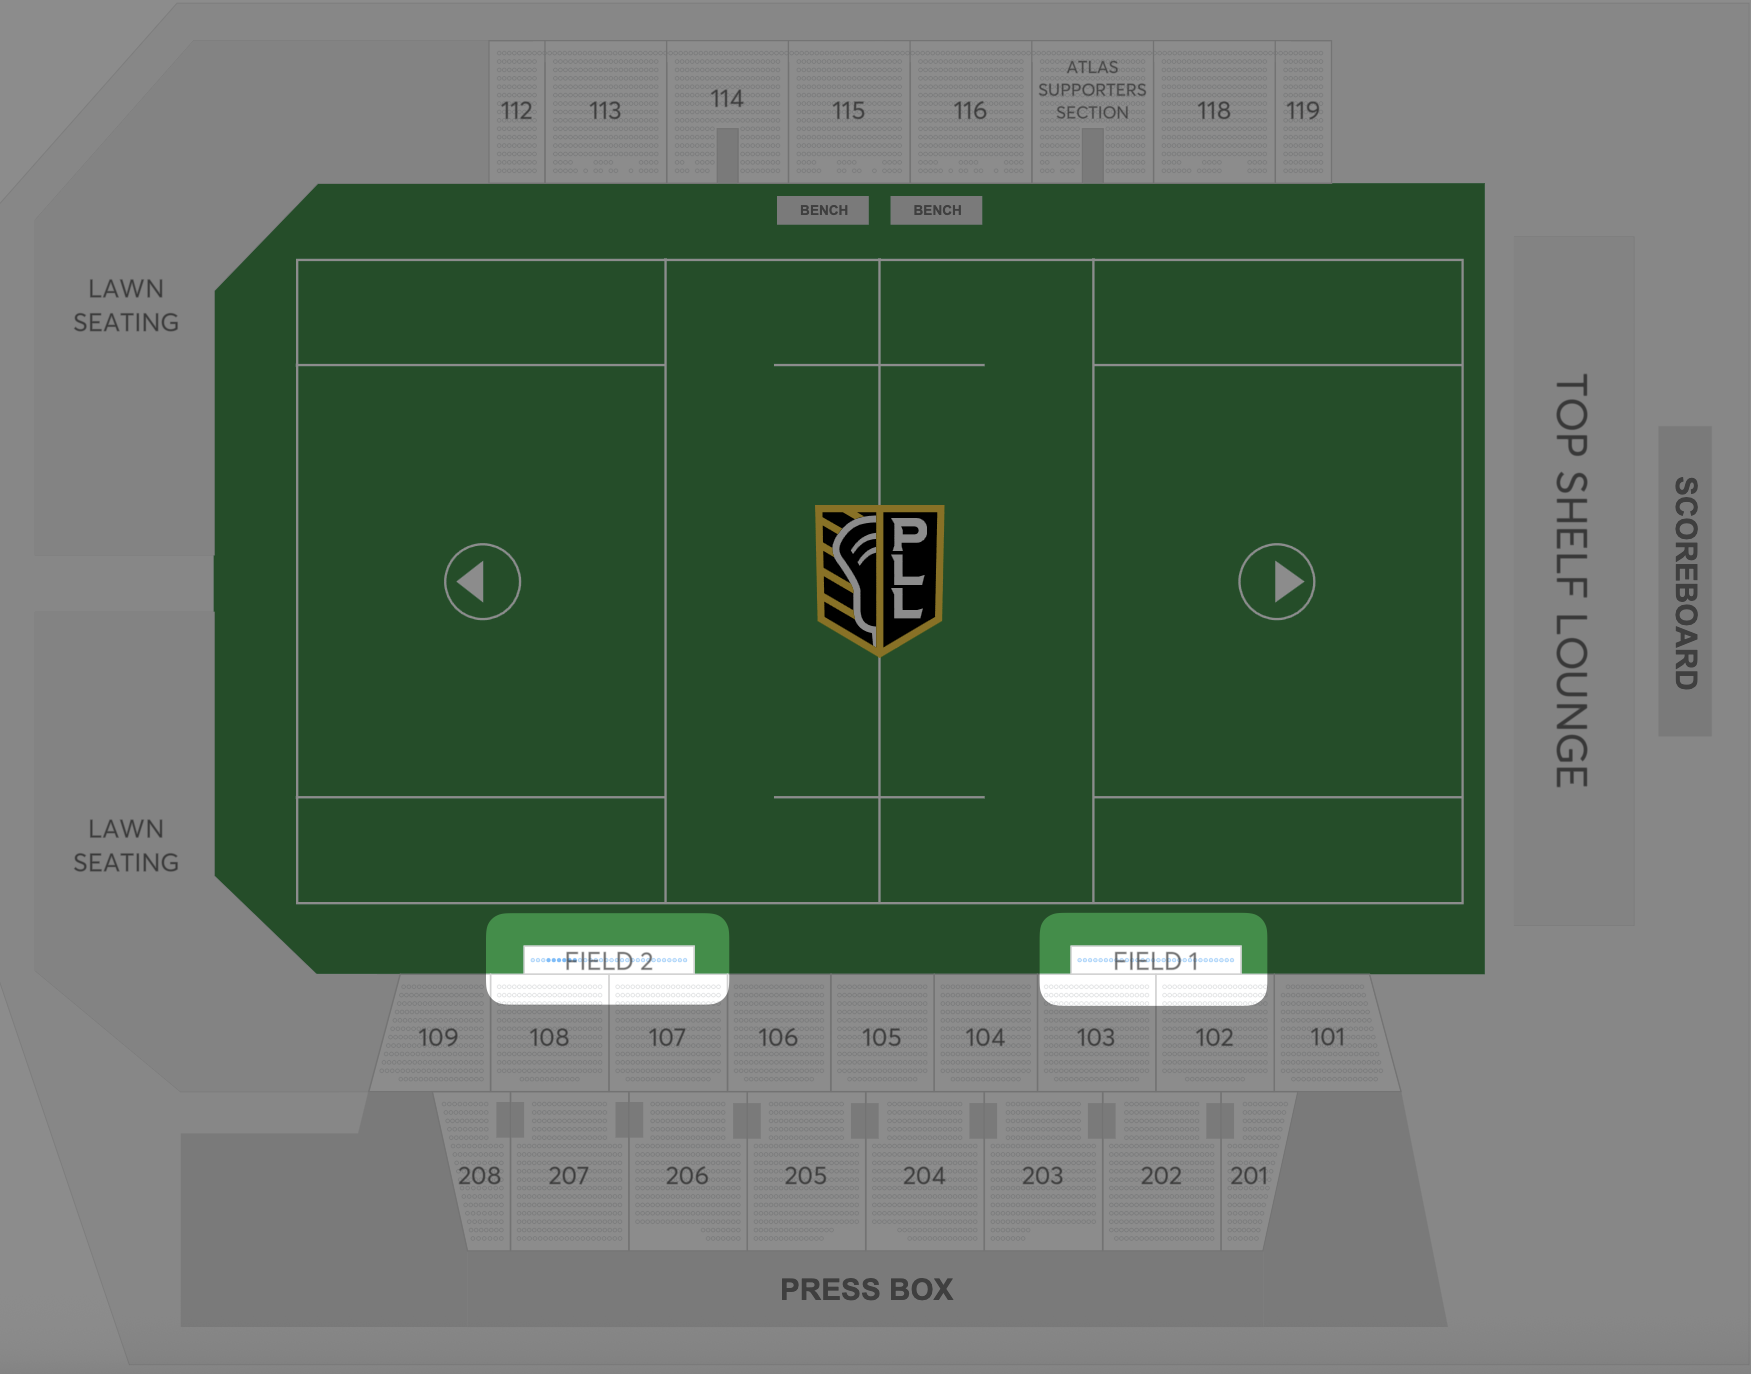 112
113
114
115
116
ATLAS
SUPPORTERS
SECTION
118
119
BENCH
BENCH
LAWN
SEATING
TOP SHELF LOUNGE
SCOREBOARD
PLL
LAWN
SEATING
FIELD 2
FIELD 1
109
108
107
106
105
104
103
102
101
208
207
206
205
204
203
202
201
PRESS BOX